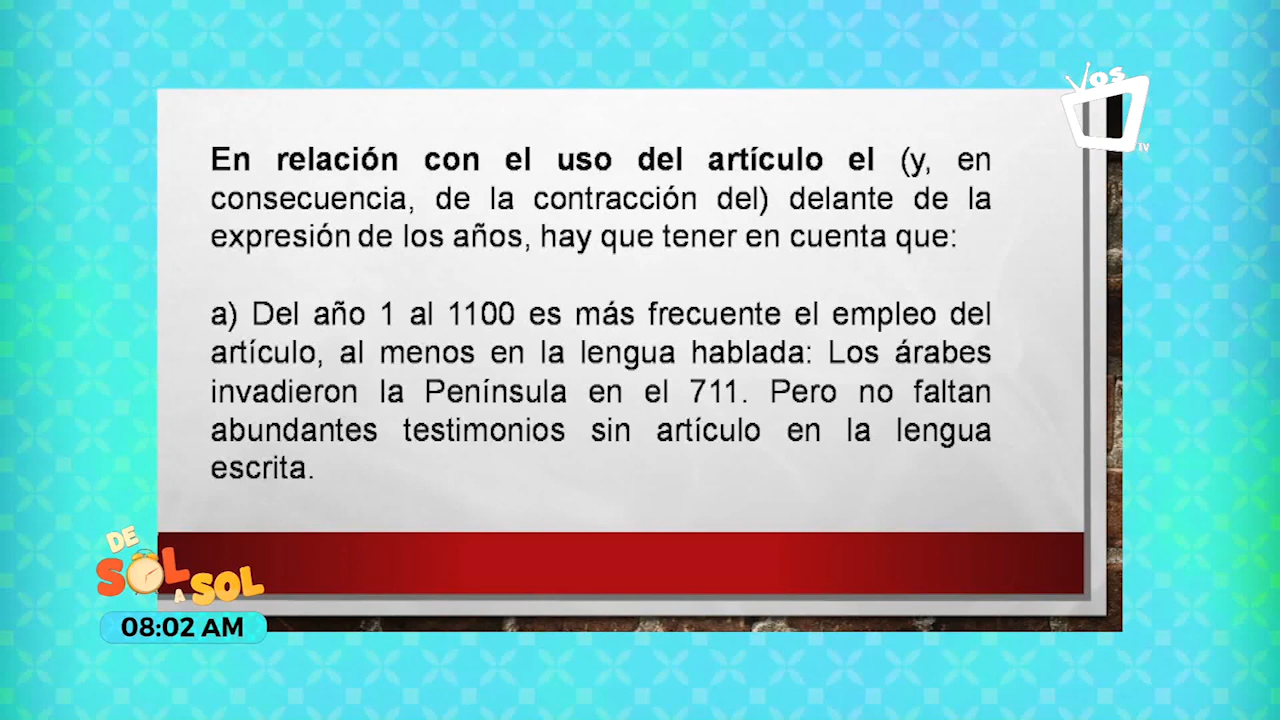 VOS
TV
En relación con el uso del artículo el (y, en
consecuencia, de la contracción del) delante de la
expresión de los años, hay que tener en cuenta que:
a) Del año 1 al 1100 es más frecuente el empleo del
artículo, al menos en la lengua hablada: Los árabes
invadieron la Península en el 711. Pero no faltan
abundantes testimonios sin artículo en la lengua
escrita.
DE
SOL
A SOL
08:02 AM